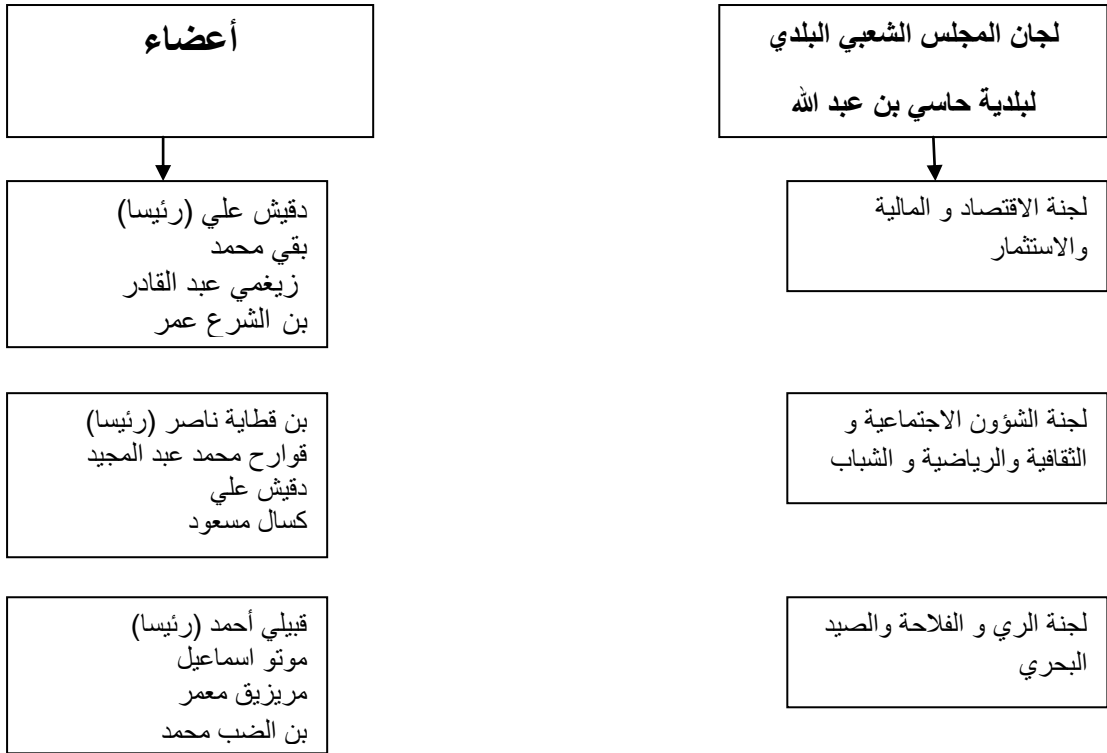 لجان المجلس الشعبي البلدي
لبلدية حاسي بن عبد الله
أعضاء
لجنة الاقتصاد و المالية
والاستثمار
دقيش علي (رئيسا)
بقي محمد
زيغمي عبد القادر
بن الشرع عمر
لجنة الشؤون الاجتماعية و
الثقافية والرياضية و الشباب
بن قطاية ناصر (رئيسا)
قوارح محمد عبد المجيد
دقيش علي
كسال مسعود
لجنة الري و الفلاحة والصيد
البحري
قبيلي أحمد (رئيسا)
موتو اسماعيل
مريزيق معمر
بن الضب محمد